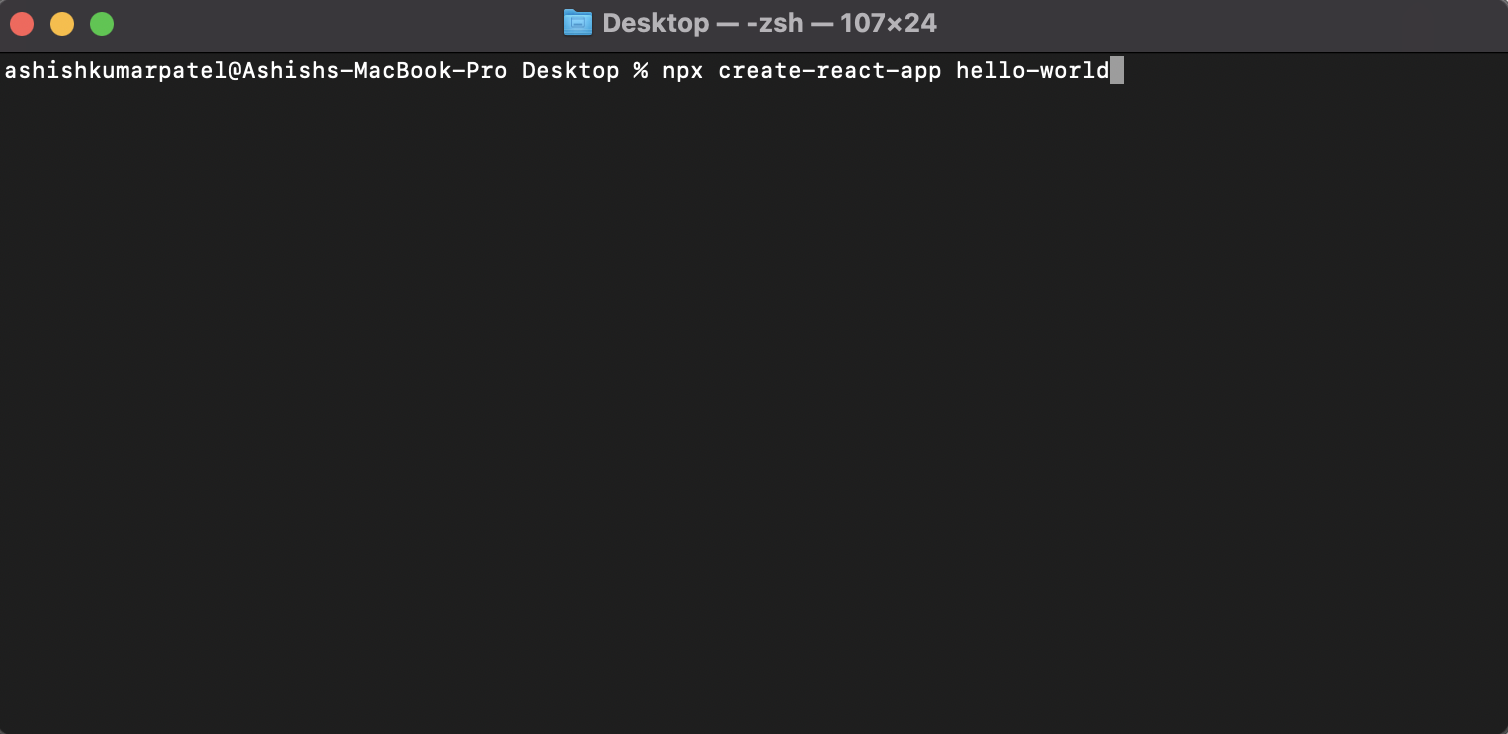 Desktop — -zsh — 107×24
ashishkumarpatel@Ashishs-MacBook-Pro Desktop % npx create-react-app hello-world